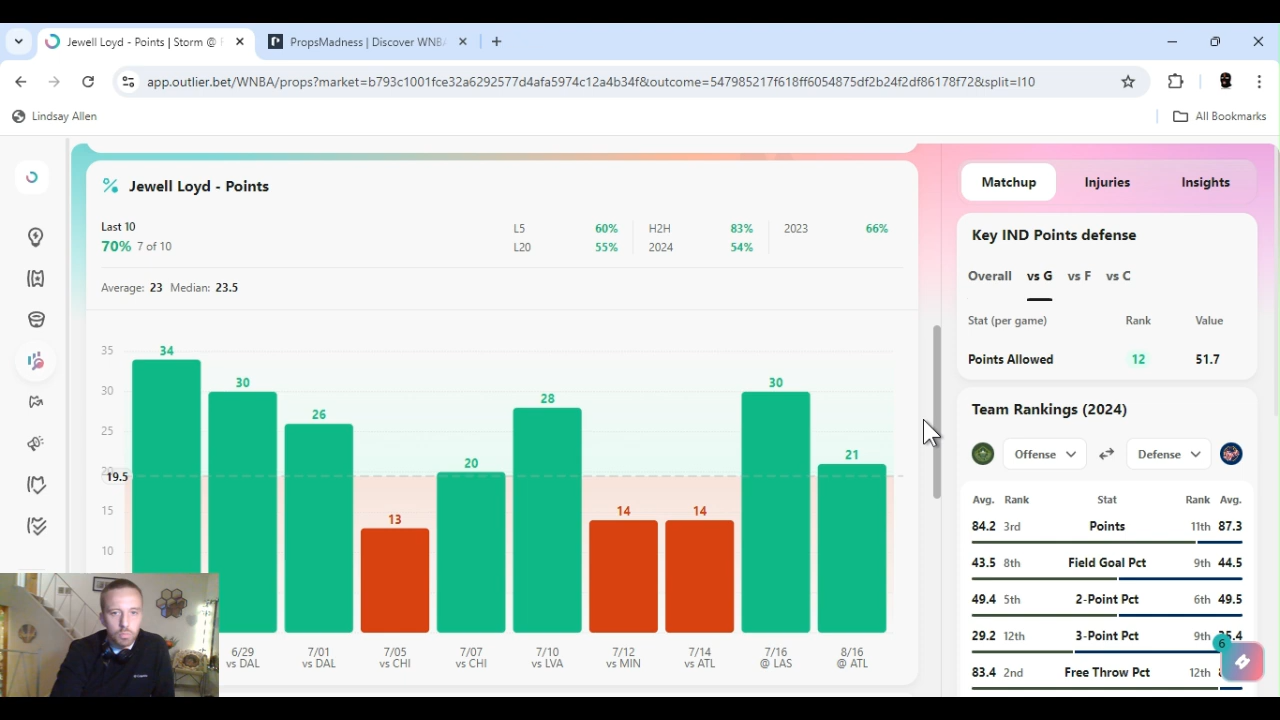 Jewell Loyd - Points | Storm @
PropsMadness | Discover WNB
app.outlier.bet/WNBA/props?market=b793c1001fce32a6292577d4afa5974c12a4b34f&outcome=547985217f618ff6054875df2b24f2df86178f72&split=l10
Lindsay Allen
All Bookmarks
Jewell Loyd - Points
Last 10
70% 7 of 10
L5 60% H2H 83% 2023 66%
L20 55% 2024 54%
Average: 23 Median: 23.5
35
30
25
20
19.5
15
10
34
30
26
13
20
28
14
14
30
21
6/29 vs DAL
7/01 vs DAL
7/05 vs CHI
7/07 vs CHI
7/10 vs LVA
7/12 vs MIN
7/14 vs ATL
7/16 @ LAS
8/16 @ ATL
Matchup Injuries Insights
Key IND Points defense
Overall vs G vs F vs C
Stat (per game) Rank Value
Points Allowed 12 51.7
Team Rankings (2024)
Offense Defense
Avg. Rank Stat Rank Avg.
84.2 3rd Points 11th 87.3
43.5 8th Field Goal Pct 9th 44.5
49.4 5th 2-Point Pct 6th 49.5
29.2 12th 3-Point Pct 9th 5.4
6
83.4 2nd Free Throw Pct 12th